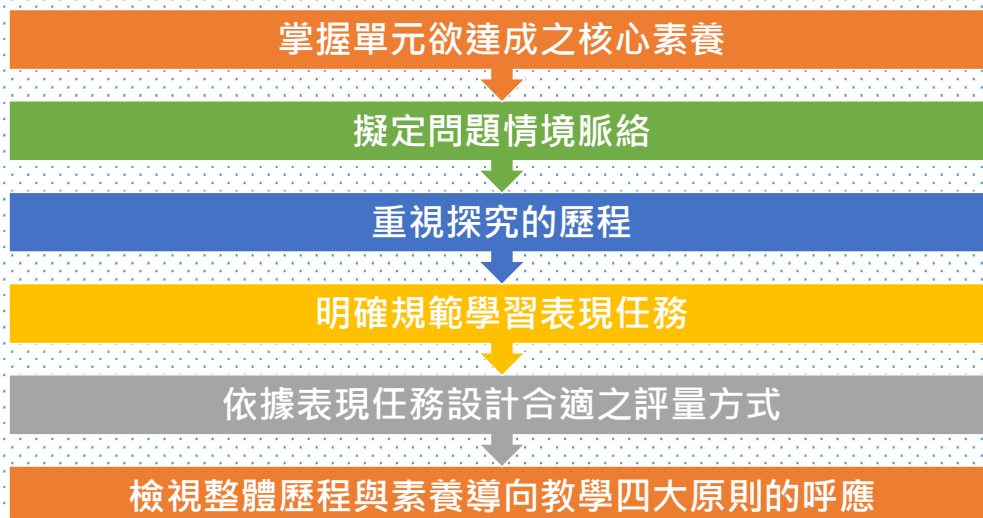 掌握單元欲達成之核心素養
擬定問題情境脈絡
重視探究的歷程
明確規範學習表現任務
依據表現任務設計合適之評量方式
檢視整體歷程與素養導向教學四大原則的呼應